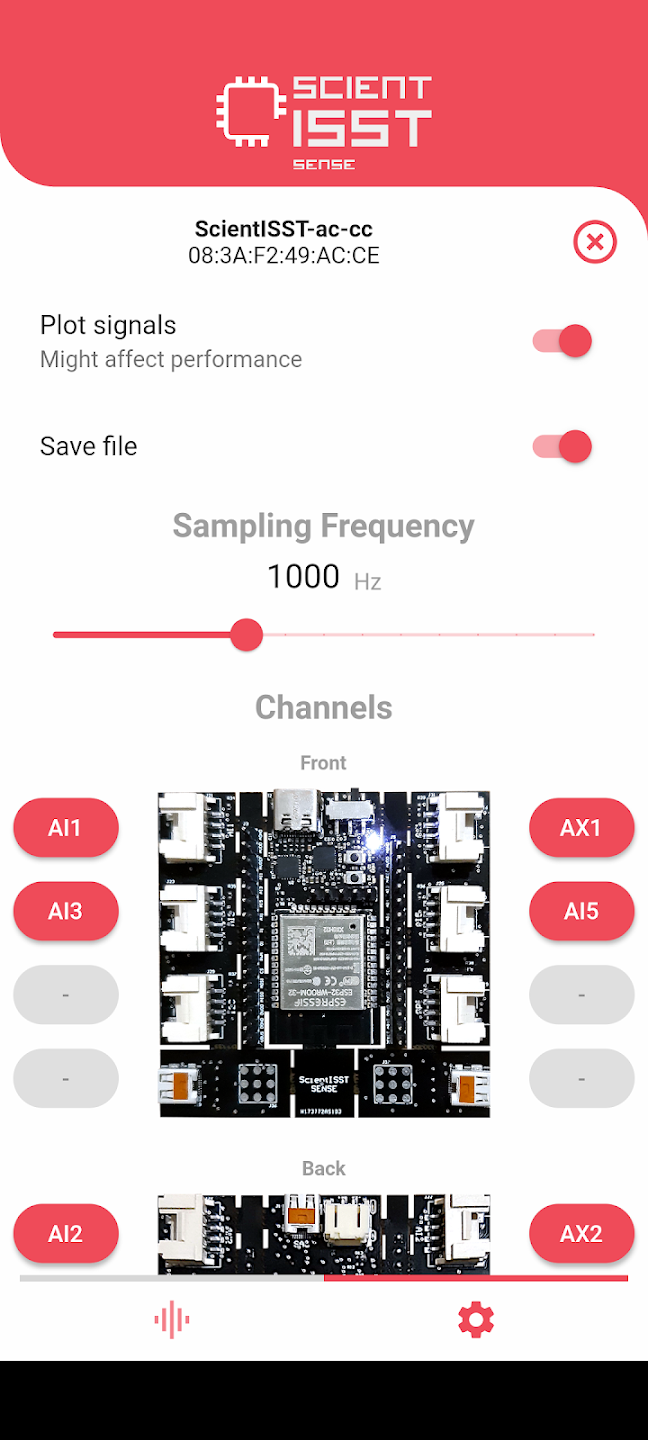 SCIENT
ISST
SENSE
ScientISST-ac-cc
08:3A:F2:49:AC:CE
Plot signals
Might affect performance
Save file
Sampling Frequency
1000 Hz
Channels
Front
AI1
AX1
AI3
AI5
-
-
-
-
ESPRESSIF
ESP32-WROOM-32
ScientISST
SENSE
Back
AI2
AX2